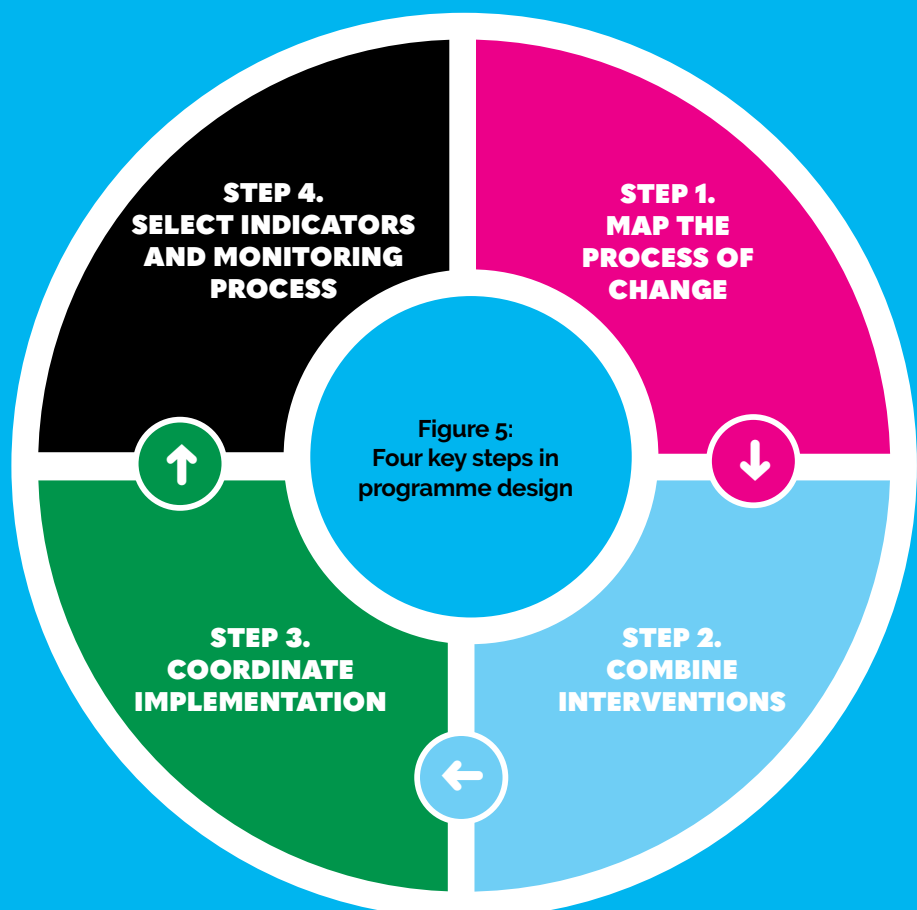 STEP 1.
MAP THE
PROCESS OF
CHANGE
STEP 2.
COMBINE
INTERVENTIONS
STEP 3.
COORDINATE
IMPLEMENTATION
STEP 4.
SELECT INDICATORS
AND MONITORING
PROCESS
Figure 5:
Four key steps in
programme design